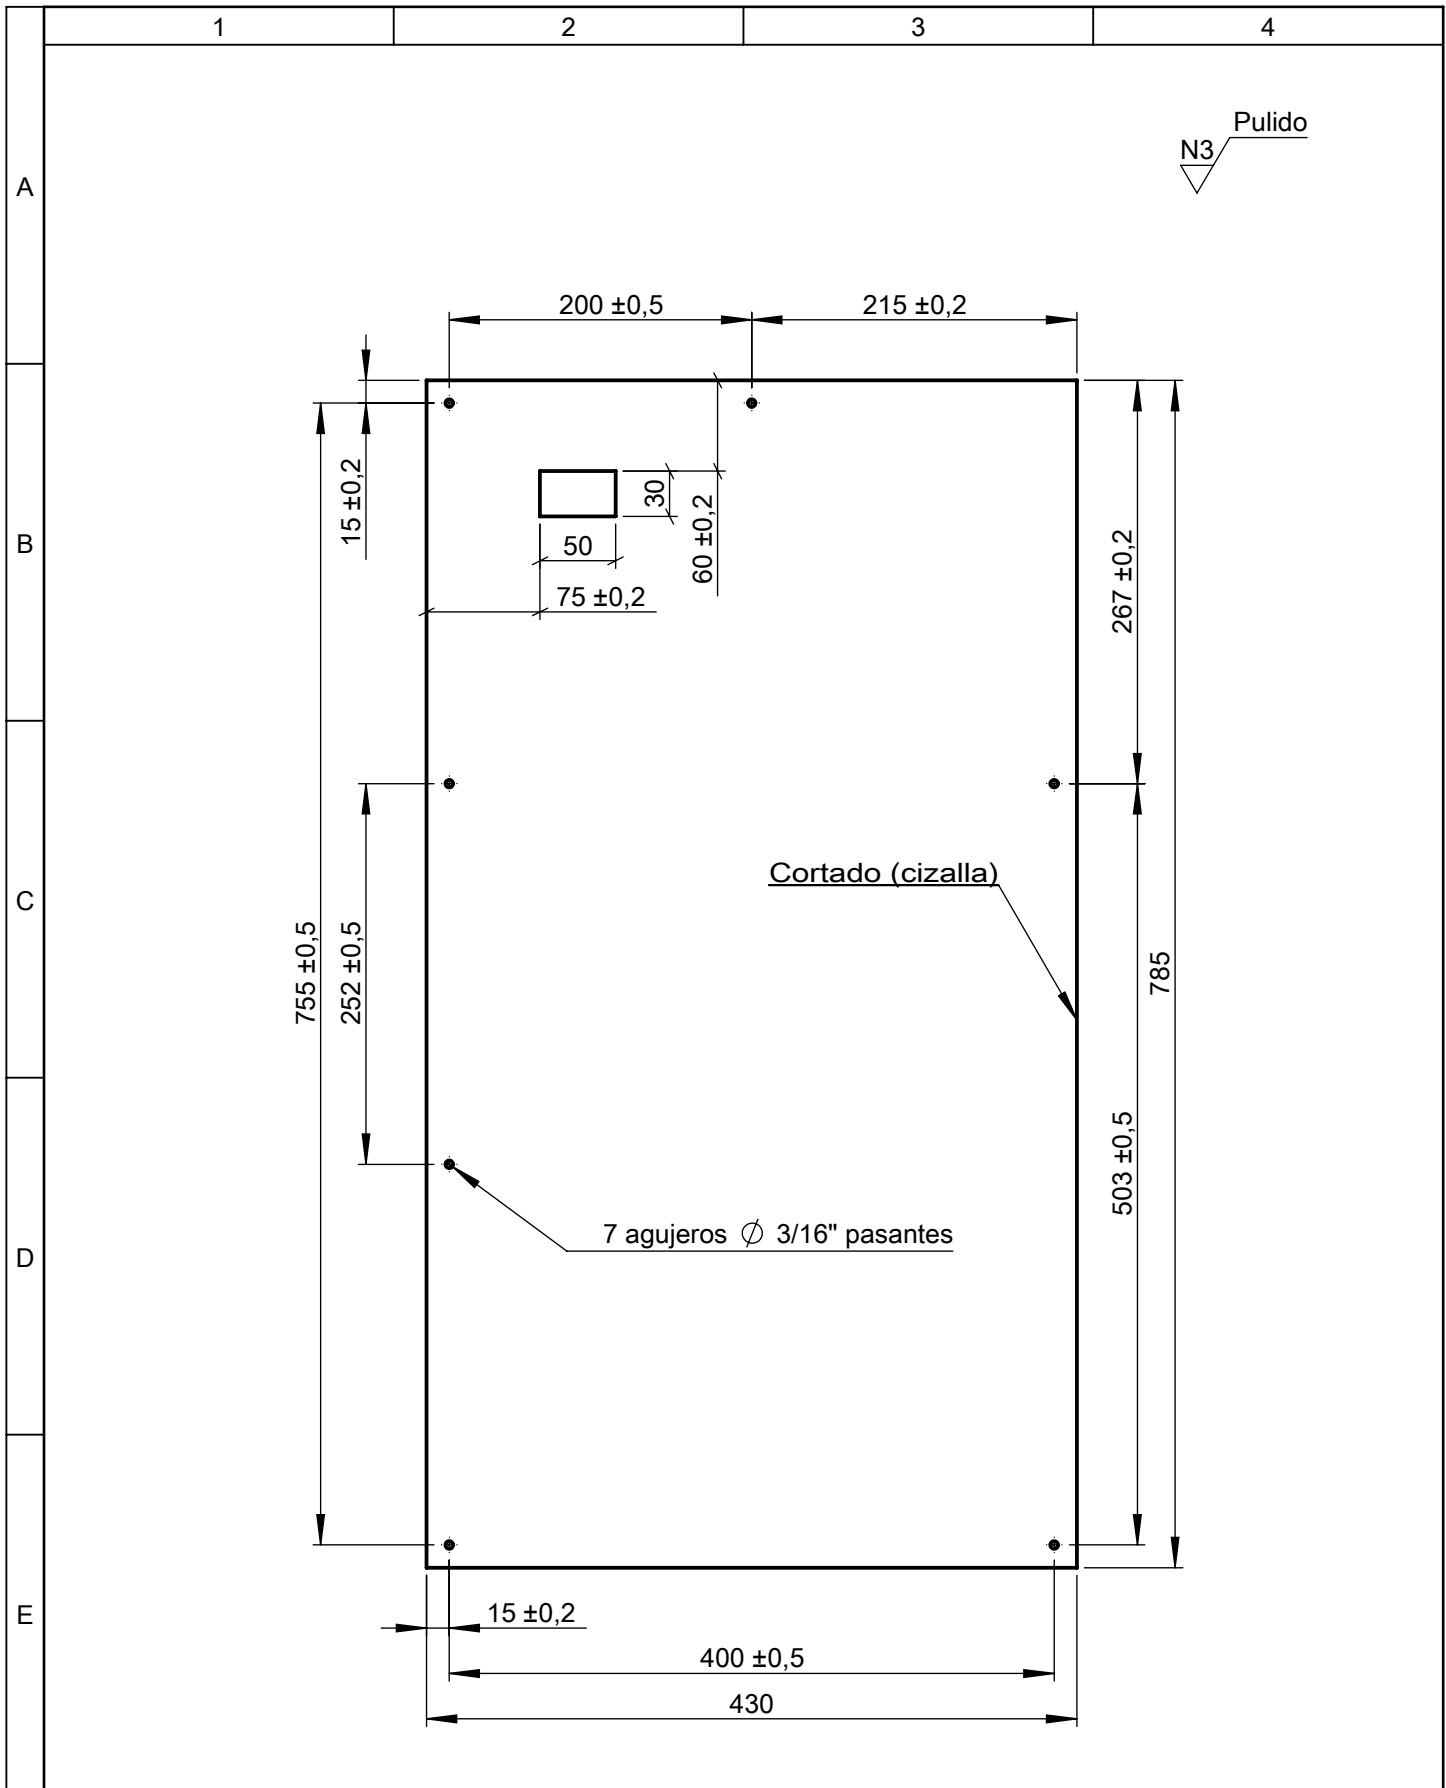 1 2 3 4
Pulido
N3
A
200 ±0,5 215 ±0,2
15 ±0,2
30
60 ±0,2
B
50
267 ±0,2
75 ±0,2
Cortado (cizalla)
C
755 ±0,5
252 ±0,5
785
503 ±0,5
7 agujeros ∅ 3/16" pasantes
D
E
15 ±0,2
400 ±0,5
430